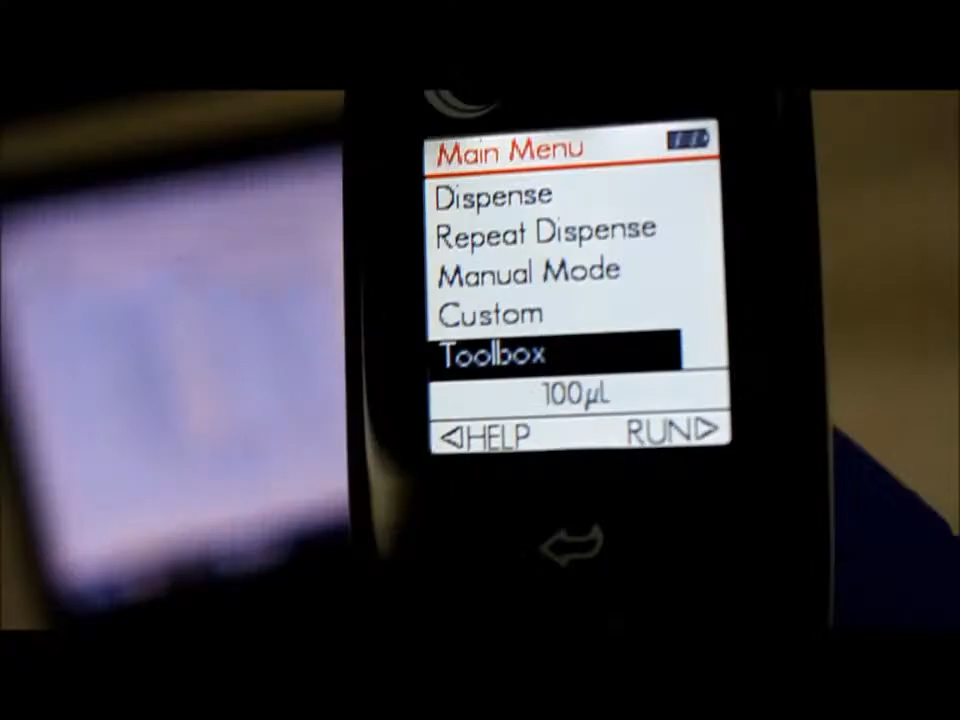 Main Menu
Dispense
Repeat Dispense
Manual Mode
Custom
Toolbox
100µL
HELP RUN